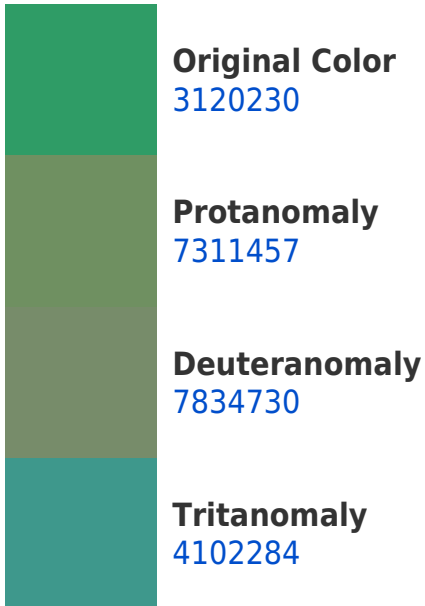 Original Color
3120230
Protanomaly
7311457
Deuteranomaly
7834730
Tritanomaly
4102284